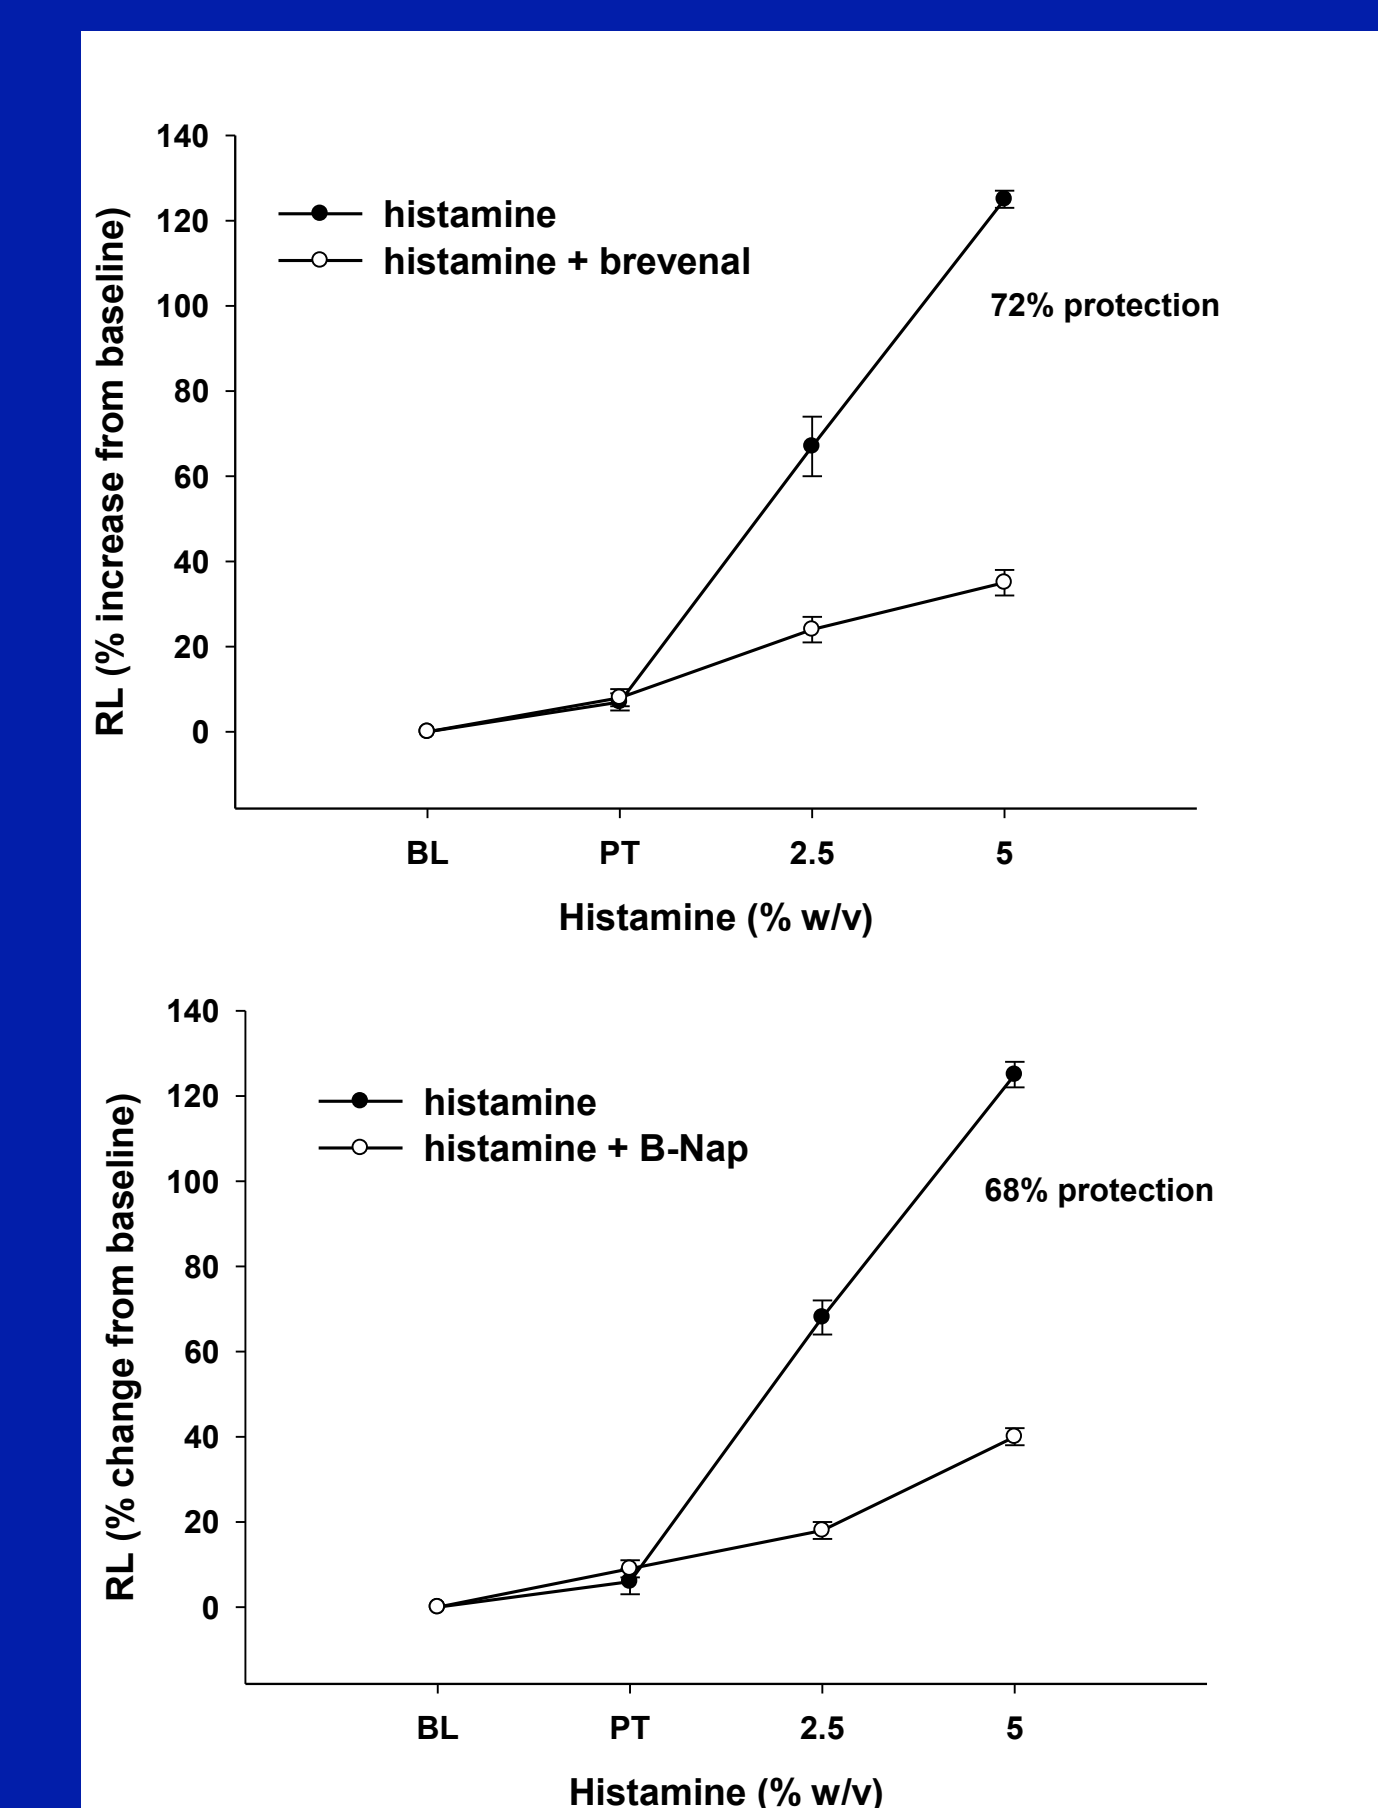 140
histamine
120
histamine + brevenal
100
72% protection
80
60
40
20
0
RL (% increase from baseline)
BL PT 2.5 5
Histamine (% w/v)
140
120
histamine
histamine + B-Nap
100
68% protection
80
60
40
20
0
RL (% change from baseline)
BL PT 2.5 5
Histamine (% w/v)